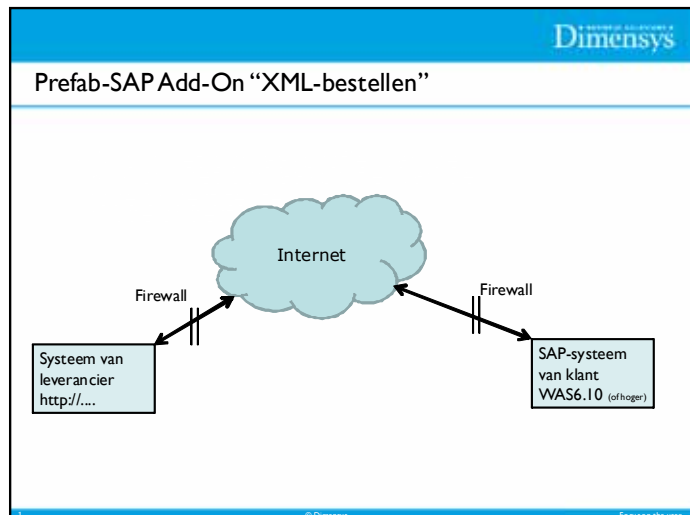 Dimensys
Prefab-SAP Add-On “XML-bestellen”
Internet
Firewall
Firewall
Systeem van
leverancier
http://....
SAP-systeem
van klant
WAS6.10 (of hoger)
1
© Dimensys